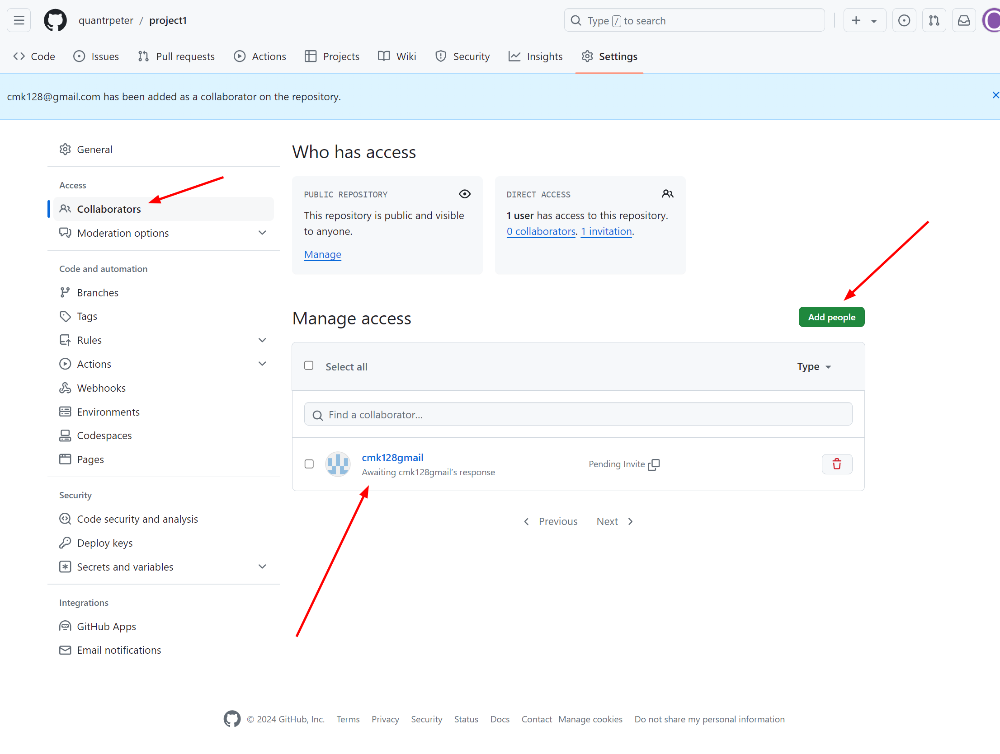 quantrpeter / project1
Type / to search
Code Issues Pull requests Actions Projects Wiki Security Insights Settings
cmk128@gmail.com has been added as a collaborator on the repository.
General
Access
Collaborators
Moderation options
Code and automation
Branches
Tags
Rules
Actions
Webhooks
Environments
Codespaces
Pages
Security
Code security and analysis
Deploy keys
Secrets and variables
Integrations
GitHub Apps
Email notifications
Who has access
PUBLIC REPOSITORY
This repository is public and visible
to anyone.
Manage
DIRECT ACCESS
1 user has access to this repository.
0 collaborators. 1 invitation.
Manage access
Add people
Select all
Type
Find a collaborator...
cmk128gmail
Awaiting cmk128gmail's response
Pending Invite
Previous Next
© 2024 GitHub, Inc. Terms Privacy Security Status Docs Contact Manage cookies Do not share my personal information